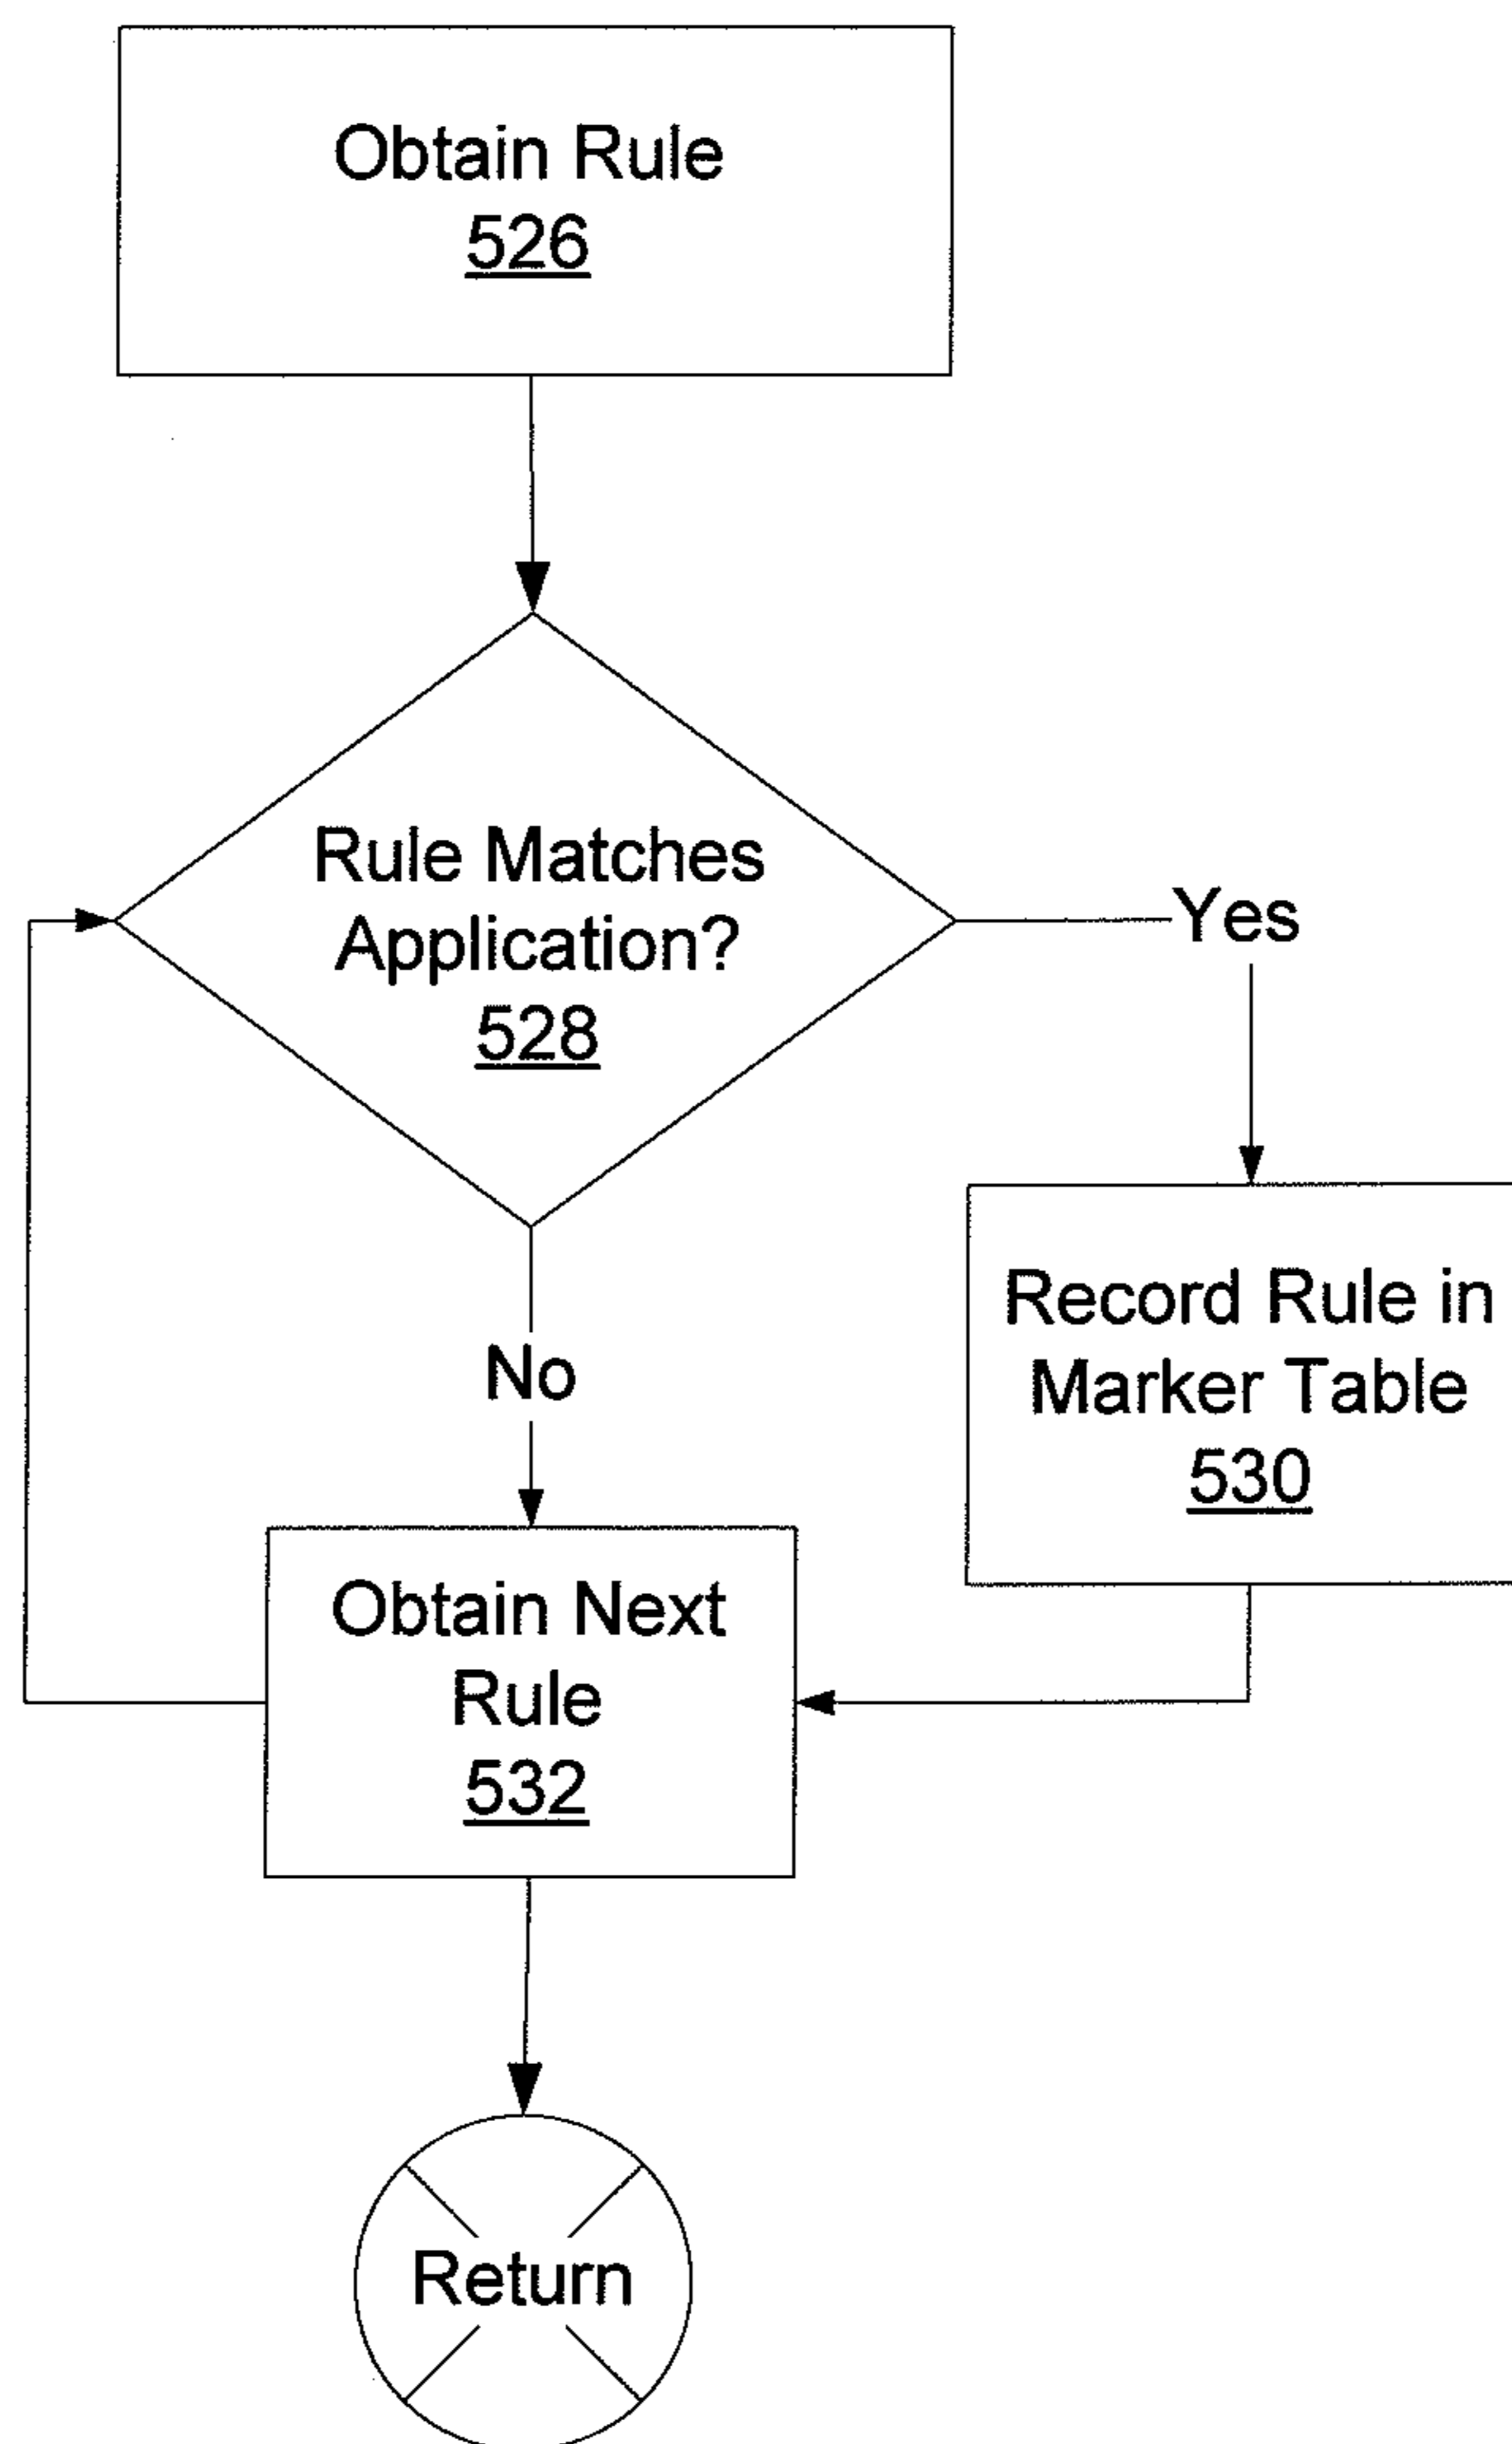 Obtain Rule
526
Rule Matches
Application?
528
Yes
No
Record Rule in
Marker Table
530
Obtain Next
Rule
532
Return